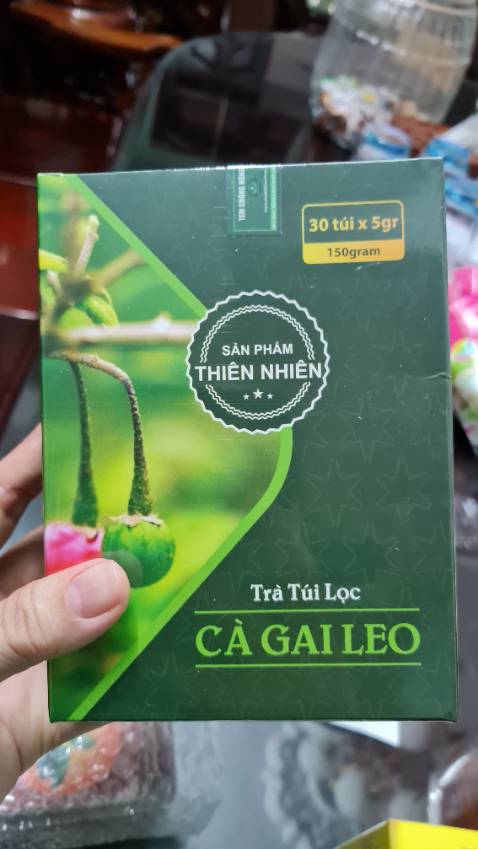 30 túi x 5gr
150gram
SẢN PHẨM
THIÊN NHIÊN
Trà Túi Lọc
CÀ GAI LEO